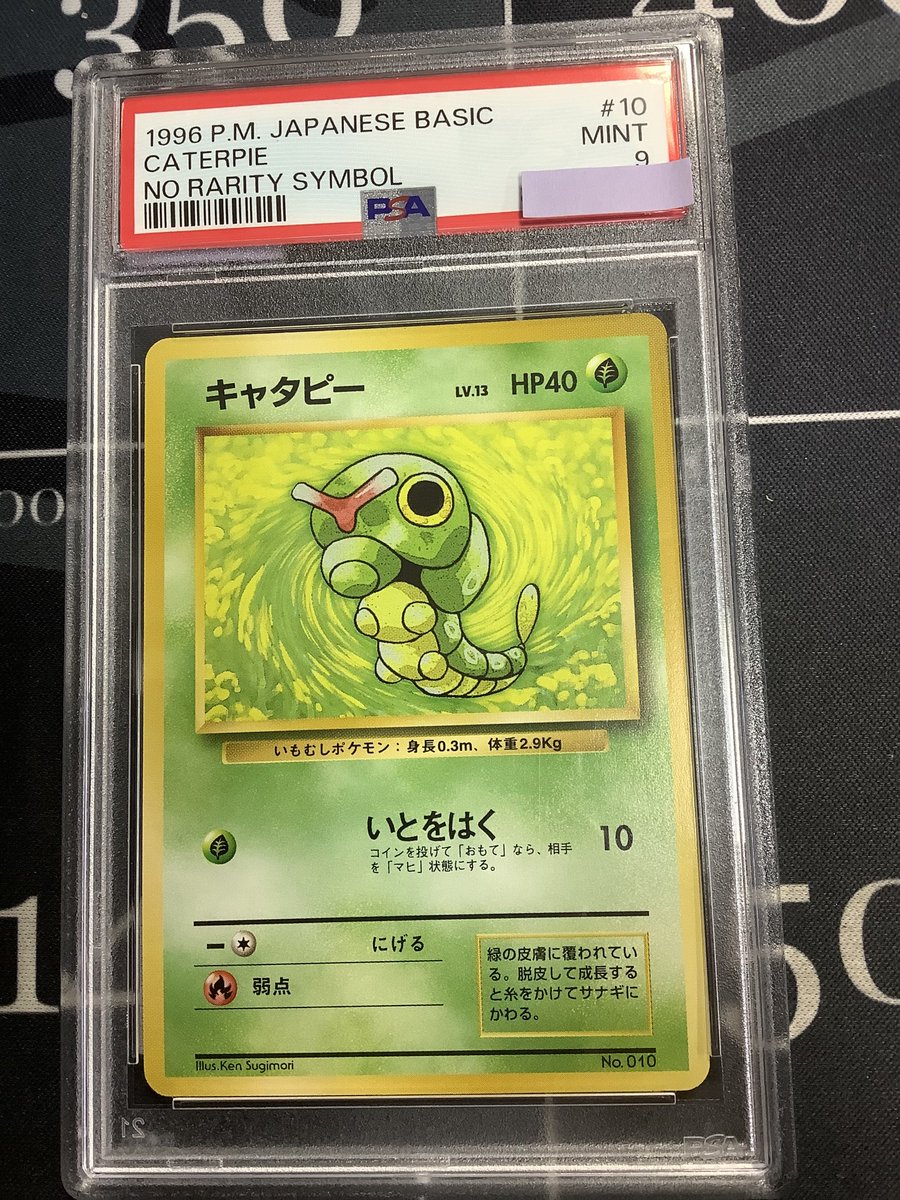 350
400
1996 P.M. JAPANESE BASIC
#10
CATERPIE
MINT
NO RARITY SYMBOL
9
PSA
キャタピー
LV.13
HP40
いもむしポケモン:身長0.3m、体重2.9Kg
いとをはく
10
コインを投げて「おもて」なら、相手
を「マヒ」状態にする。
にげる
弱点
緑の皮膚に覆われてい
る。脱皮して成長する
と糸をかけてサナギに
かわる。
Illus.Ken Sugimori
No.010
PSA